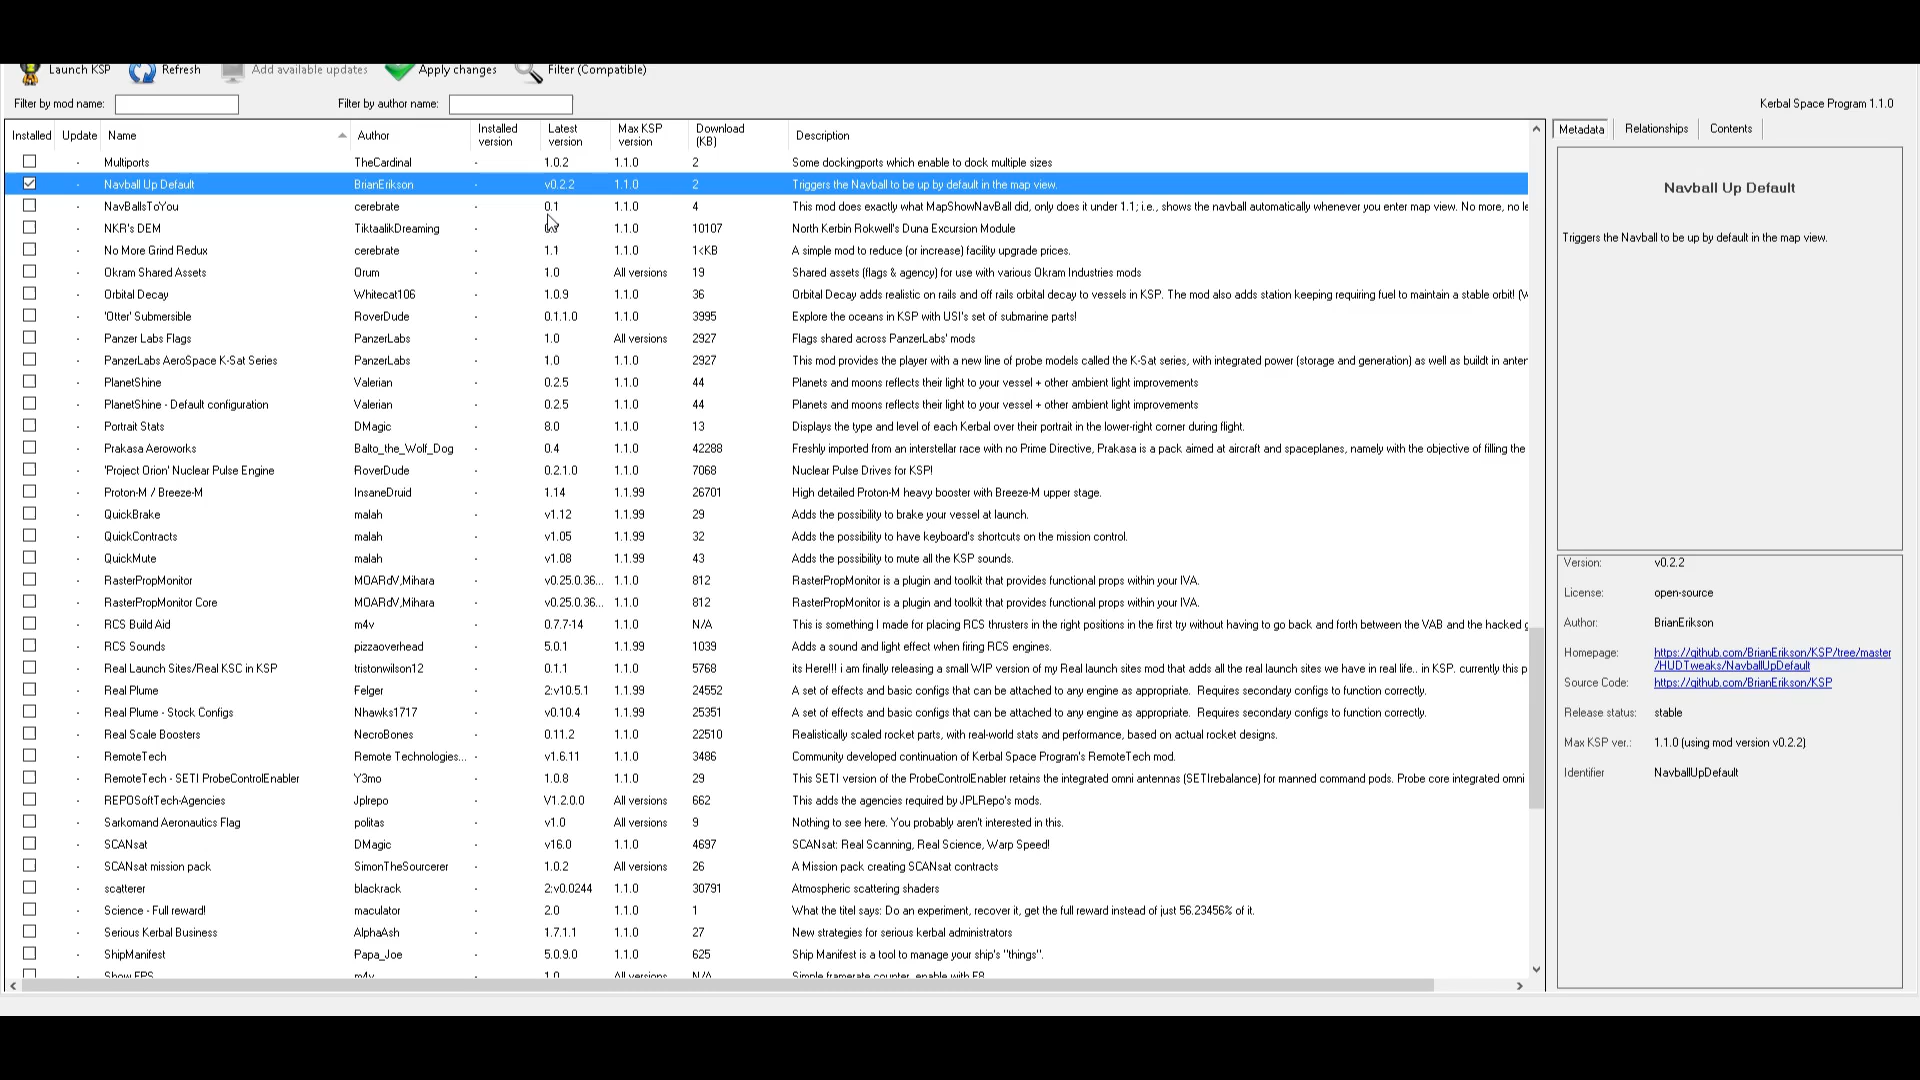 Launch KSP Refresh Add available updates Apply changes Filter (Compatible)
Filter by mod name: Filter by author name: Kerbal Space Program 1.1.0
Installed Update Name Author Installed version Latest version Max KSP version Download (KB) Description
Multiports TheCardinal - 1.0.2 1.1.0 2 Some dockingports which enable to dock multiple sizes
Navball Up Default BrianErikson - v0.2.2 1.1.0 2 Triggers the Navball to be up by default in the map view.
NavBallsToYou cerebrate - 0.1 1.1.0 4 This mod does exactly what MapShowNavBall did, only does it under 1.1; i.e., shows the navball automatically whenever you enter map view. No more, no le
NKR's DEM TiktaalikDreaming - 1.1.0 10107 North Kerbin Rokwell's Duna Excursion Module
No More Grind Redux cerebrate - 1.1 1.1.0 1<KB A simple mod to reduce (or increase) facility upgrade prices.
Okram Shared Assets Orum - 1.0 All versions 19 Shared assets (flags & agency) for use with various Okram Industries mods
Orbital Decay Whitecat106 - 1.0.9 1.1.0 36 Orbital Decay adds realistic on rails and off rails orbital decay to vessels in KSP. The mod also adds station keeping requiring fuel to maintain a stable orbit! (W
'Otter' Submersible RoverDude - 0.1.1.0 1.1.0 3995 Explore the oceans in KSP with USI's set of submarine parts!
Panzer Labs Flags PanzerLabs - 1.0 All versions 2927 Flags shared across PanzerLabs' mods
PanzerLabs AeroSpace K-Sat Series PanzerLabs - 1.0 1.1.0 2927 This mod provides the player with a new line of probe models called the K-Sat series, with integrated power (storage and generation) as well as buildt in anter
PlanetShine Valerian - 0.2.5 1.1.0 44 Planets and moons reflects their light to your vessel + other ambient light improvements
PlanetShine - Default configuration Valerian - 0.2.5 1.1.0 44 Planets and moons reflects their light to your vessel + other ambient light improvements
Portrait Stats DMagic - 8.0 1.1.0 13 Displays the type and level of each Kerbal over their portrait in the lower-right corner during flight.
Prakasa Aeroworks Balto_the_Wolf_Dog - 0.4 1.1.0 42288 Freshly imported from an interstellar race with no Prime Directive, Prakasa is a pack aimed at aircraft and spaceplanes, namely with the objective of filling the
'Project Orion' Nuclear Pulse Engine RoverDude - 0.2.1.0 1.1.0 7068 Nuclear Pulse Drives for KSP!
Proton-M / Breeze-M InsaneDruid - 1.14 1.1.99 26701 High detailed Proton-M heavy booster with Breeze-M upper stage.
QuickBrake malah - v1.12 1.1.99 29 Adds the possibility to brake your vessel at launch.
QuickContracts malah - v1.05 1.1.99 32 Adds the possibility to have keyboard's shortcuts on the mission control.
QuickMute malah - v1.08 1.1.99 43 Adds the possibility to mute all the KSP sounds.
RasterPropMonitor MOARdV,Mihara - v0.25.0.36... 1.1.0 812 RasterPropMonitor is a plugin and toolkit that provides functional props within your IVA.
RasterPropMonitor Core MOARdV,Mihara - v0.25.0.36... 1.1.0 812 RasterPropMonitor is a plugin and toolkit that provides functional props within your IVA.
RCS Build Aid m4v - 0.7.7-14 1.1.0 N/A This is something I made for placing RCS thrusters in the right positions in the first try without having to go back and forth between the VAB and the hacked g
RCS Sounds pizzaoverhead - 5.0.1 1.1.99 1039 Adds a sound and light effect when firing RCS engines.
Real Launch Sites/Real KSC in KSP tristonwilson12 - 0.1.1 1.1.0 5768 its Here!!! i am finally releasing a small WIP version of my Real launch sites mod that adds all the real launch sites we have in real life.. in KSP. currently this p
Real Plume Felger - 2:v10.5.1 1.1.99 24552 A set of effects and basic configs that can be attached to any engine as appropriate. Requires secondary configs to function correctly.
Real Plume - Stock Configs Nhawks1717 - v0.10.4 1.1.99 25351 A set of effects and basic configs that can be attached to any engine as appropriate. Requires secondary configs to function correctly.
Real Scale Boosters NecroBones - 0.11.2 1.1.0 22510 Realistically scaled rocket parts, with real-world stats and performance, based on actual rocket designs.
RemoteTech Remote Technologies... - v1.6.11 1.1.0 3486 Community developed continuation of Kerbal Space Program's RemoteTech mod.
RemoteTech - SETI ProbeControlEnabler Y3mo - 1.0.8 1.1.0 29 This SETI version of the ProbeControlEnabler retains the integrated omni antennas (SETIrebalance) for manned command pods. Probe core integrated omni
REPOSoftTech-Agencies Jplrepo - V1.2.0.0 All versions 662 This adds the agencies required by JPLRepo's mods.
Sarkomand Aeronautics Flag politas - v1.0 All versions 9 Nothing to see here. You probably aren't interested in this.
SCANsat DMagic - v16.0 1.1.0 4697 SCANsat: Real Scanning, Real Science, Warp Speed!
SCANsat mission pack SimonTheSourcerer - 1.0.2 All versions 26 A Mission pack creating SCANsat contracts
scatterer blackrack - 2:v0.0244 1.1.0 30791 Atmospheric scattering shaders
Science - Full reward! maculator - 2.0 1.1.0 1 What the titel says: Do an experiment, recover it, get the full reward instead of just 56.23456% of it.
Serious Kerbal Business AlphaAsh - 1.7.1.1 1.1.0 27 New strategies for serious kerbal administrators
ShipManifest Papa_Joe - 5.0.9.0 1.1.0 625 Ship Manifest is a tool to manage your ship's "things".
Show FPS m4v - 1.0 All versions N/A Simple framerate counter, enable with F8
Metadata Relationships Contents
Navball Up Default
Triggers the Navball to be up by default in the map view.
Version: v0.2.2
License: open-source
Author: BrianErikson
Homepage: https://github.com/BrianErikson/KSP/tree/master
/HUDTweaks/NavballUpDefault
Source Code: https://github.com/BrianErikson/KSP
Release status: stable
Max KSP ver.: 1.1.0 (using mod version v0.2.2)
Identifier NavballUpDefault